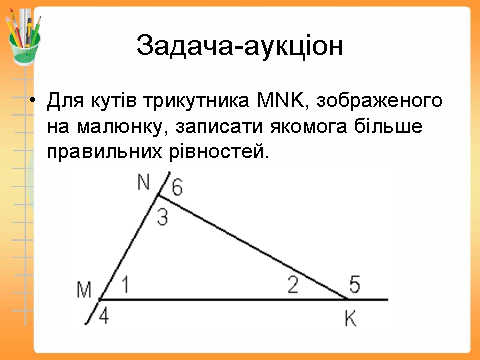 Задача-аукціон
• Для кутів трикутника MNK, зображеного
на малюнку, записати якомога більше
правильних рівностей.
N 6
3
M 1 2 5
4 K